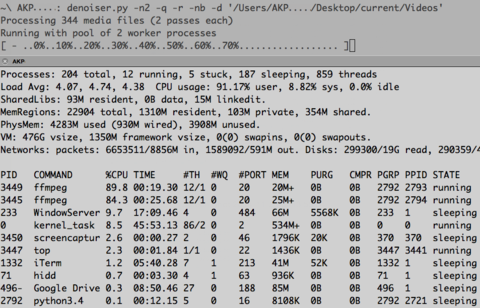 ~\ AKP.....: denoiser.py -n2 -q -r -nb -d '/Users/AKP..../Desktop/current/Videos'
Processing 344 media files (2 passes each)
Running with pool of 2 worker processes
[ - ..0%..10%..20%..30%..40%..50%..60%..70%................. ]
AKP
Processes: 204 total, 12 running, 5 stuck, 187 sleeping, 859 threads
Load Avg: 4.07, 4.74, 4.38  CPU usage: 91.17% user, 8.82% sys, 0.0% idle
SharedLibs: 93M resident, 0B data, 15M linkedit.
MemRegions: 22904 total, 1310M resident, 103M private, 354M shared.
PhysMem: 4283M used (930M wired), 3908M unused.
VM: 476G vsize, 1350M framework vsize, 0(0) swapins, 0(0) swapouts.
Networks: packets: 6653511/8856M in, 1589092/591M out. Disks: 299300/19G read, 290359/4
PID COMMAND %CPU TIME #TH #WQ #PORT MEM PURG CMPR PGRP PPID STATE
3449 ffmpeg 89.8 00:19.30 12/1 0 20 20M+ 0B 0B 2792 2793 running
3445 ffmpeg 84.3 00:25.68 12/1 0 20 25M+ 0B 0B 2792 2794 running
233 WindowServer 9.7 17:09.46 4 0 484 66M 5568K 0B 233 1 sleeping
0 kernel_task 8.5 45:53.13 86/2 0 2 534M+ 0B 0B 0 0 running
3450 screencaptur 2.6 00:00.27 2 0 46 1796K 20K 0B 370 370 sleeping
3447 top 2.3 00:01.84 1/1 0 22 1436K 0B 0B 3447 3441 running
1332 iTerm 1.2 05:40.28 7 1 213 41M 52K 0B 1332 1 sleeping
71 hidd 0.7 00:03.30 4 1 63 936K 0B 0B 71 1 sleeping
496- Google Drive 0.3 08:50.46 27 0 188 85M 0B 0B 496 1 sleeping
2792 python3.4 0.1 00:12.15 5 0 16 8108K 0B 0B 2792 2721 sleeping